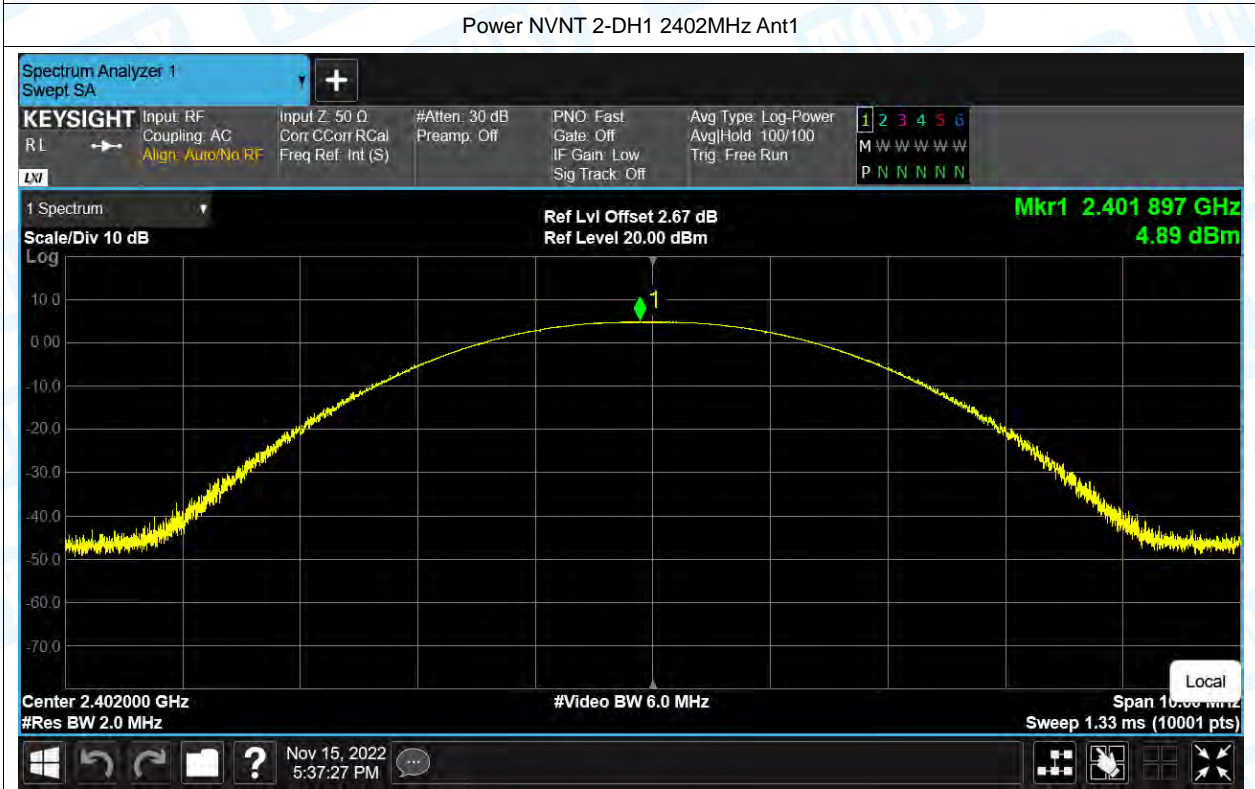 Power NVNT 2-DH1 2402MHz Ant1
Spectrum Analyzer 1
Swept SA
+
KEYSIGHT
RL
LXI
Input: RF
Coupling: AC
Align: Auto/No RF
Input Z: 50 Ω
Corr CCorr RCal
Freq Ref: Int (S)
#Atten: 30 dB
Preamp: Off
PNO: Fast
Gate: Off
IF Gain: Low
Sig Track: Off
Avg Type: Log-Power
Avg|Hold: 100/100
Trig: Free Run
1 2 3 4 5 6
M W W W W W W
P N N N N N N
1 Spectrum
Scale/Div 10 dB
Log
Ref Lvl Offset 2.67 dB
Ref Level 20.00 dBm
Mkr1 2.401 897 GHz
4.89 dBm
1
10.0
0.00
-10.0
-20.0
-30.0
-40.0
-50.0
-60.0
-70.0
Local
Center 2.402000 GHz
#Video BW 6.0 MHz
Span 10.00 MHz
#Res BW 2.0 MHz
Sweep 1.33 ms (10001 pts)
?
Nov 15, 2022
5:37:27 PM